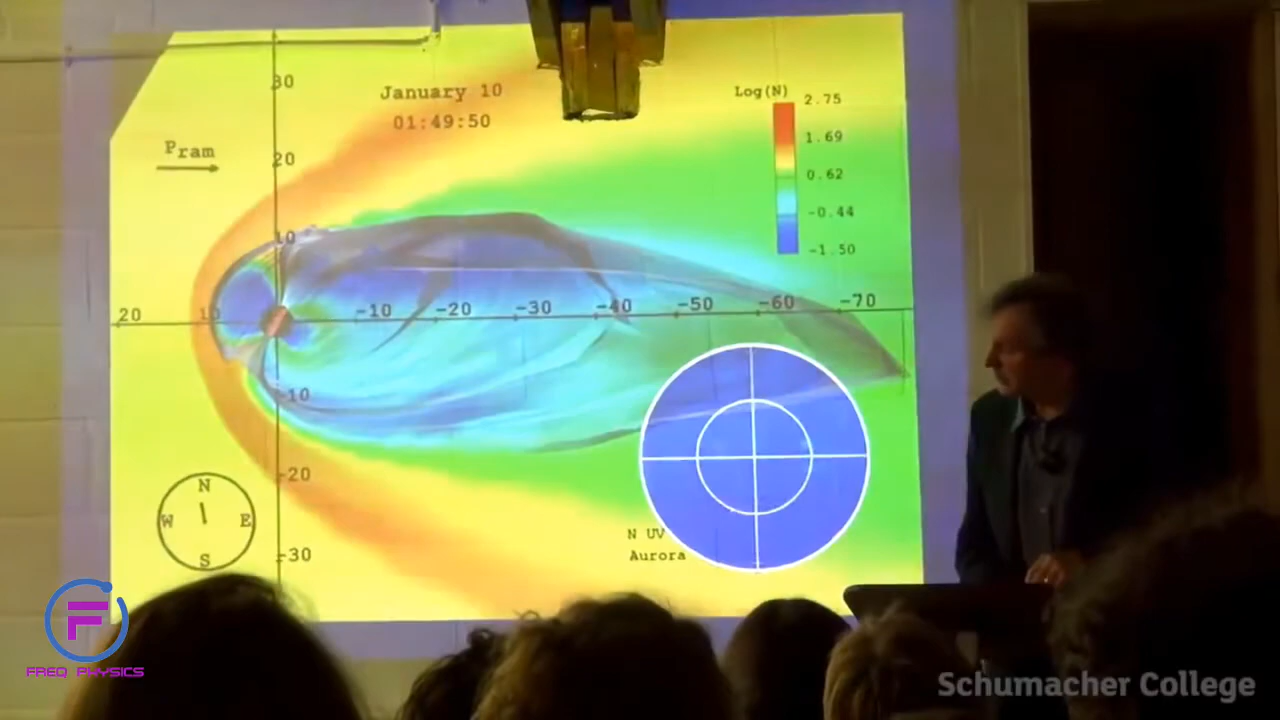 January 10
01:49:50
Pram
Log(N)
2.75
1.69
0.62
-0.44
-1.50
30
20
10
20 10 -10 -20 -30 -40 -50 -60 -70
-10
-20
-30
N
W E
S
N UV
Aurora
FREQ PHYSICS
Schumacher College